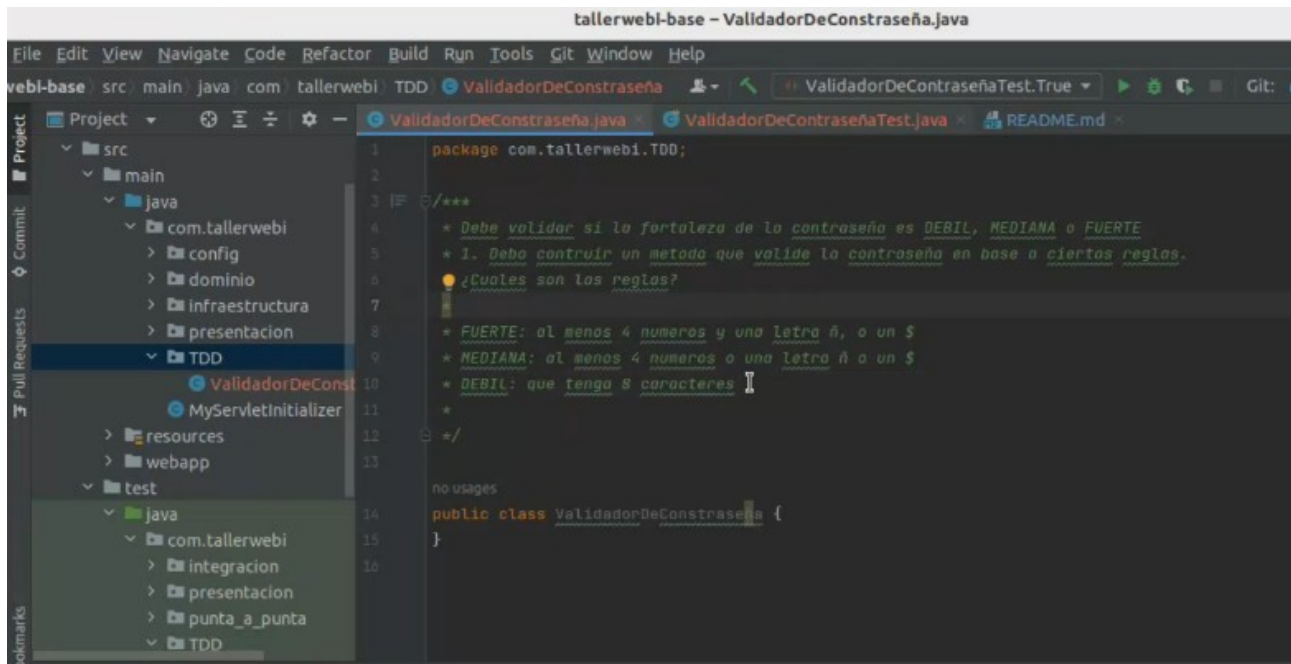 tallerwebi-base – ValidadorDeConstraseña.java
File Edit View Navigate Code Refactor Build Run Tools Git Window Help
webi-base src main java com tallerwebi TDD ValidadorDeConstraseña ValidadorDeContraseñaTest.True Git:
Project ValidadorDeConstraseña.java ValidadorDeContraseñaTest.java README.md
Project
Commit
Pull Requests
ookmarks
src
main
java
com.tallerwebi
config
dominio
infraestructura
presentacion
TDD
ValidadorDeConst
MyServletInitializer
resources
webapp
test
java
com.tallerwebi
integracion
presentacion
punta_a_punta
TDD
1 package com.tallerwebi.TDD;
2
3 /***
4 * Debe validar si la fortaleza de la contraseña es DEBIL, MEDIANA o FUERTE
5 * 1. Debo contruir un metodo que valide la contraseña en base a ciertas reglas.
6 ¿Cuales son las reglas?
7 *
8 * FUERTE: al menos 4 numeros y una letra ñ, o un $
9 * MEDIANA: al menos 4 numeros o una letra ñ o un $
10 * DEBIL: que tenga 8 caracteres
11 *
12 */
13
no usages
14 public class ValidadorDeConstraseña {
15 }
16